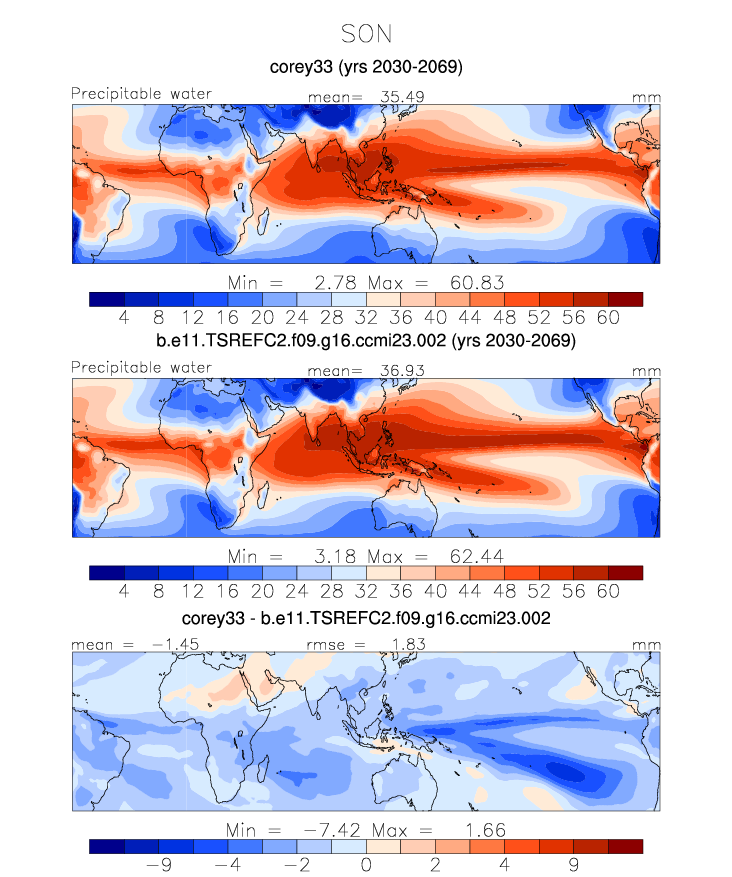 SON
corey33 (yrs 2030-2069)
Precipitable water mean= 35.49 mm
Min = 2.78 Max = 60.83
4 8 12 16 20 24 28 32 36 40 44 48 52 56 60
b.e11.TSREFC2.f09.g16.ccmi23.002 (yrs 2030-2069)
Precipitable water mean= 36.93 mm
Min = 3.18 Max = 62.44
4 8 12 16 20 24 28 32 36 40 44 48 52 56 60
corey33 - b.e11.TSREFC2.f09.g16.ccmi23.002
mean = -1.45 rmse = 1.83 mm
Min = -7.42 Max = 1.66
-9 -4 -2 0 2 4 9